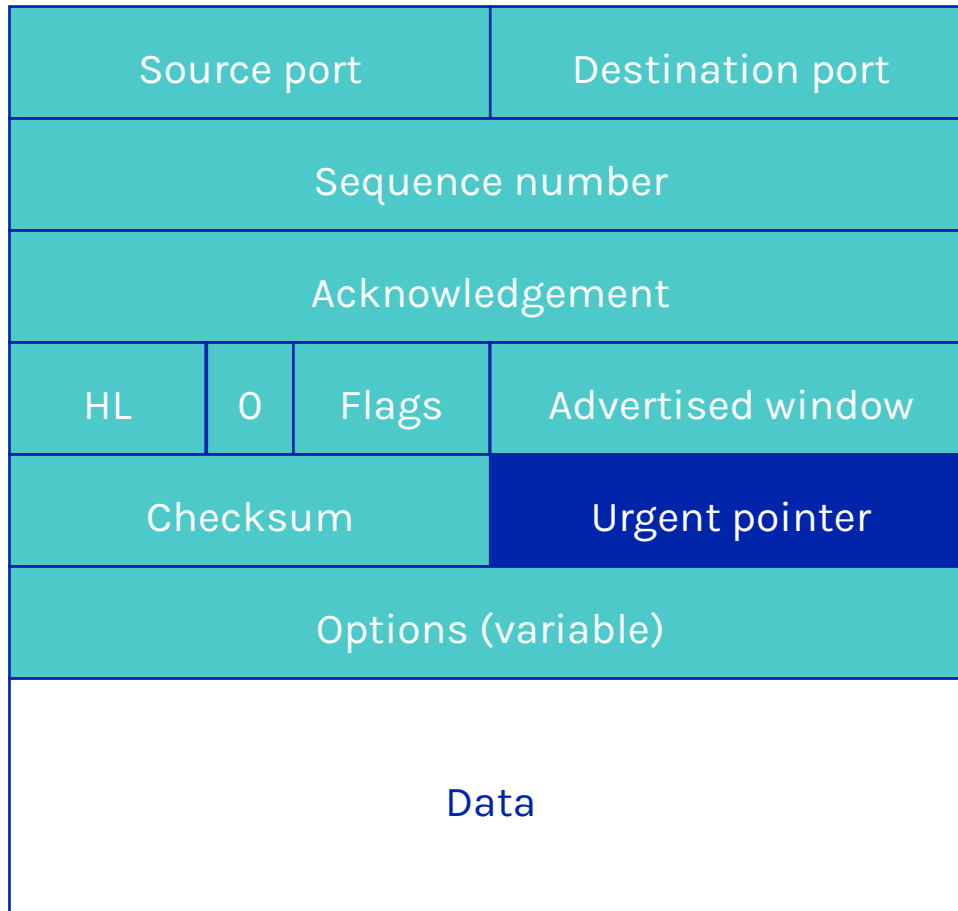 Source port Destination port
Sequence number
Acknowledgement
HL 0 Flags Advertised window
Checksum Urgent pointer
Options (variable)
Data